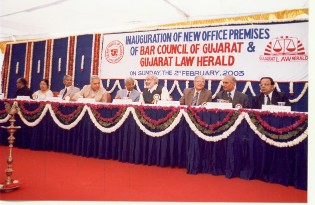 INAUGURATION OF NEW OFFICE PREMISES
OF BAR COUNCIL OF GUJARAT &
GUJARAT LAW HERALD
ON SUNDAY, THE 2ND FEBRUARY, 2003
GUJARAT LAW HERALD